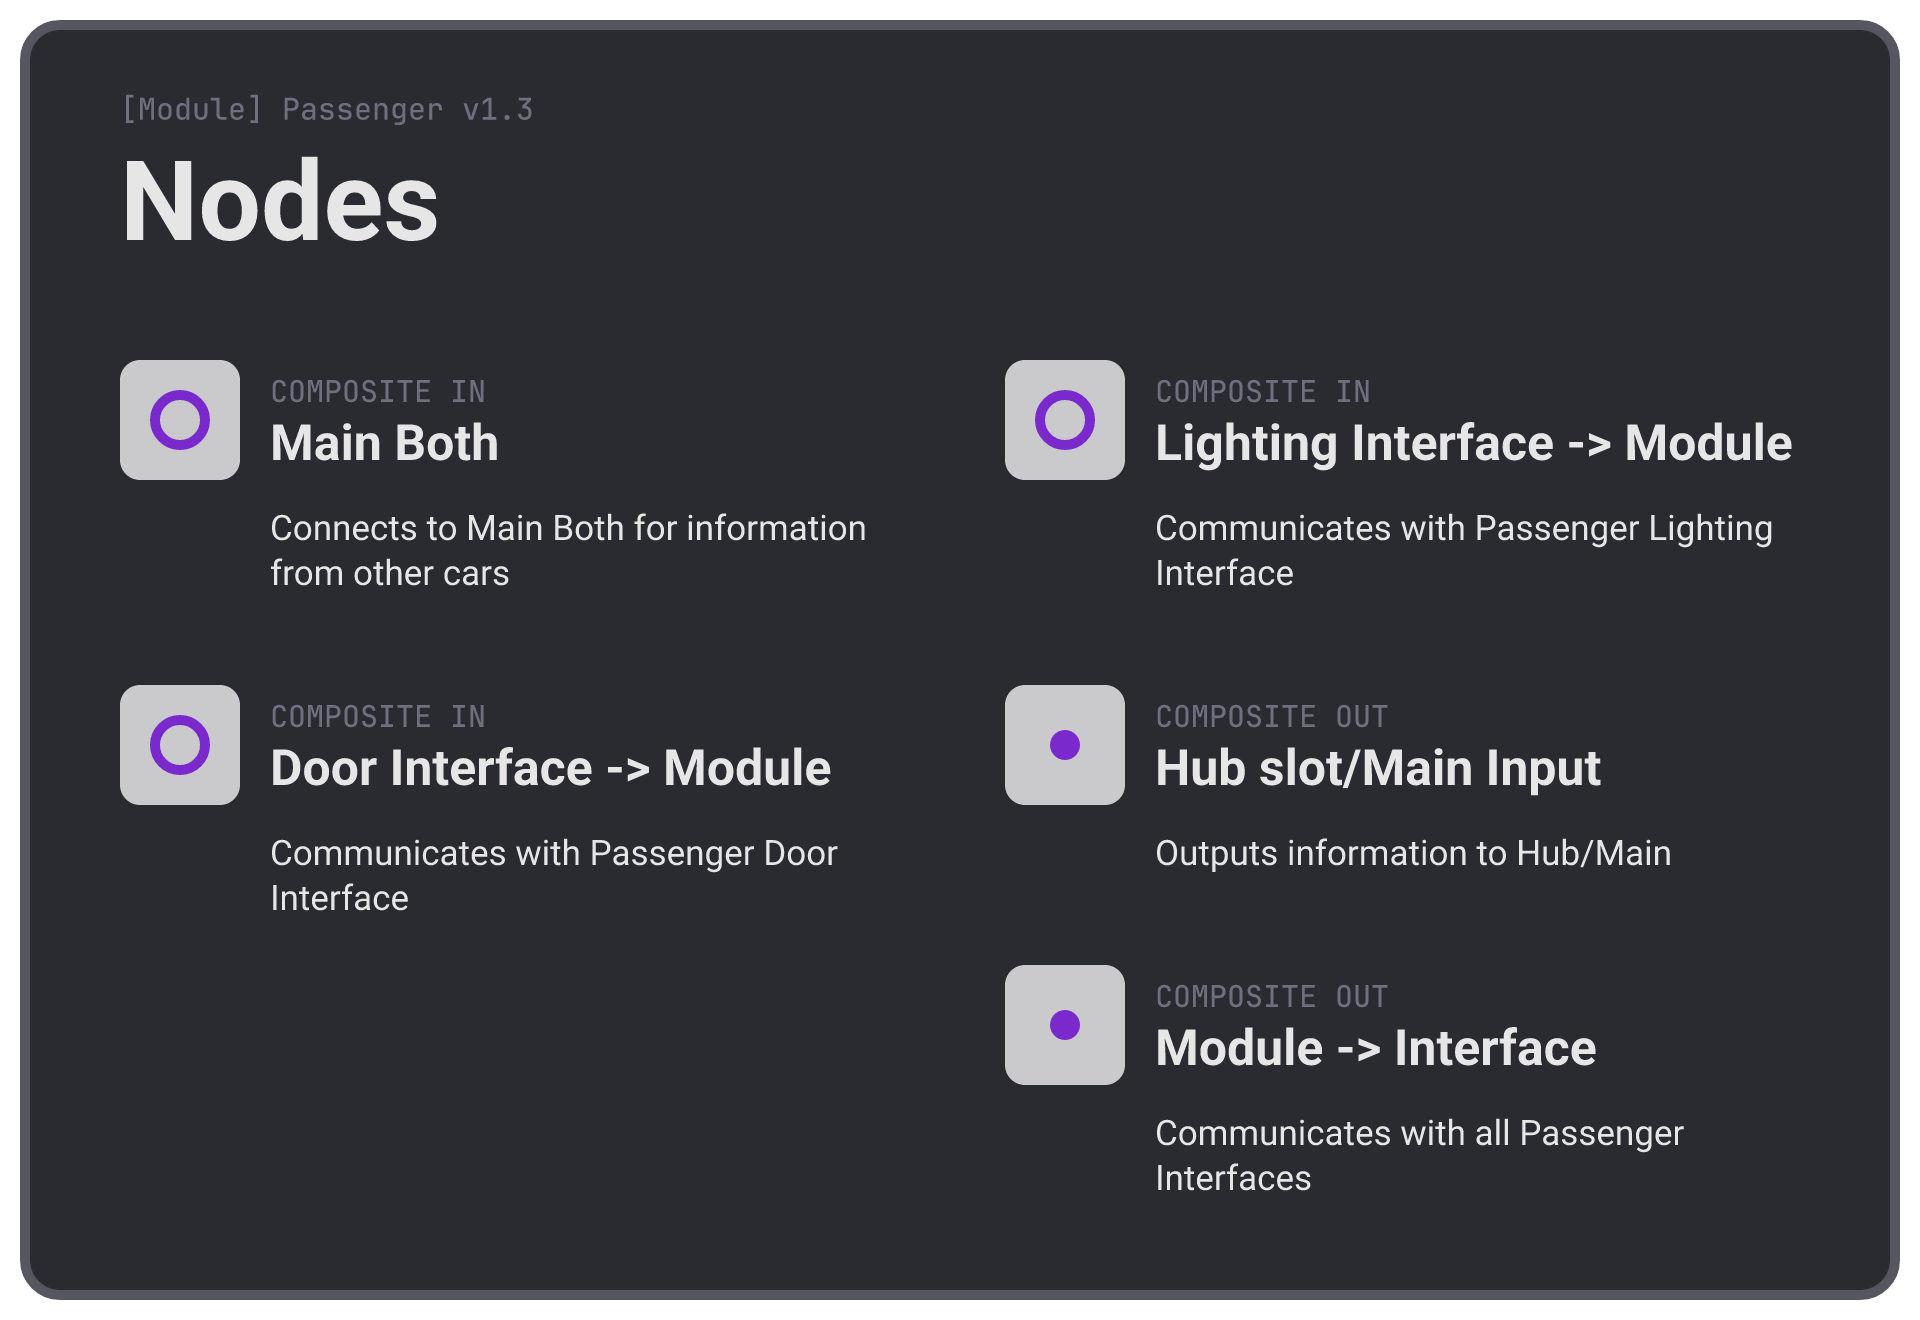 [Module] Passenger v1.3
Nodes
COMPOSITE IN
Main Both
Connects to Main Both for information
from other cars
COMPOSITE IN
Door Interface -> Module
Communicates with Passenger Door
Interface
COMPOSITE IN
Lighting Interface -> Module
Communicates with Passenger Lighting
Interface
COMPOSITE OUT
Hub slot/Main Input
Outputs information to Hub/Main
COMPOSITE OUT
Module -> Interface
Communicates with all Passenger
Interfaces